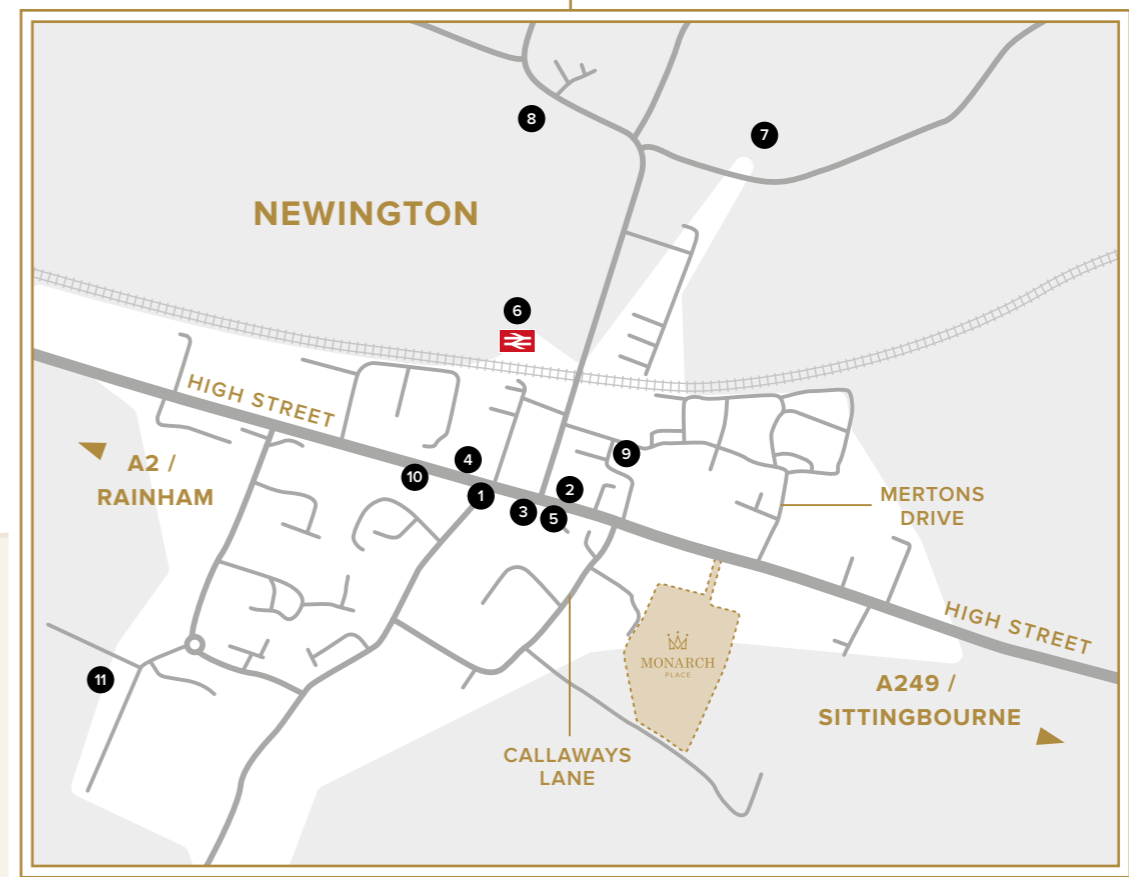 8
7
NEWINGTON
6
HIGH STREET
A2 /
RAINHAM
4
9
10
1
2
3
5
MERTONS
DRIVE
HIGH STREET
MONARCH
PLACE
11
A249 /
SITTINGBOURNE
CALLAWAYS
LANE